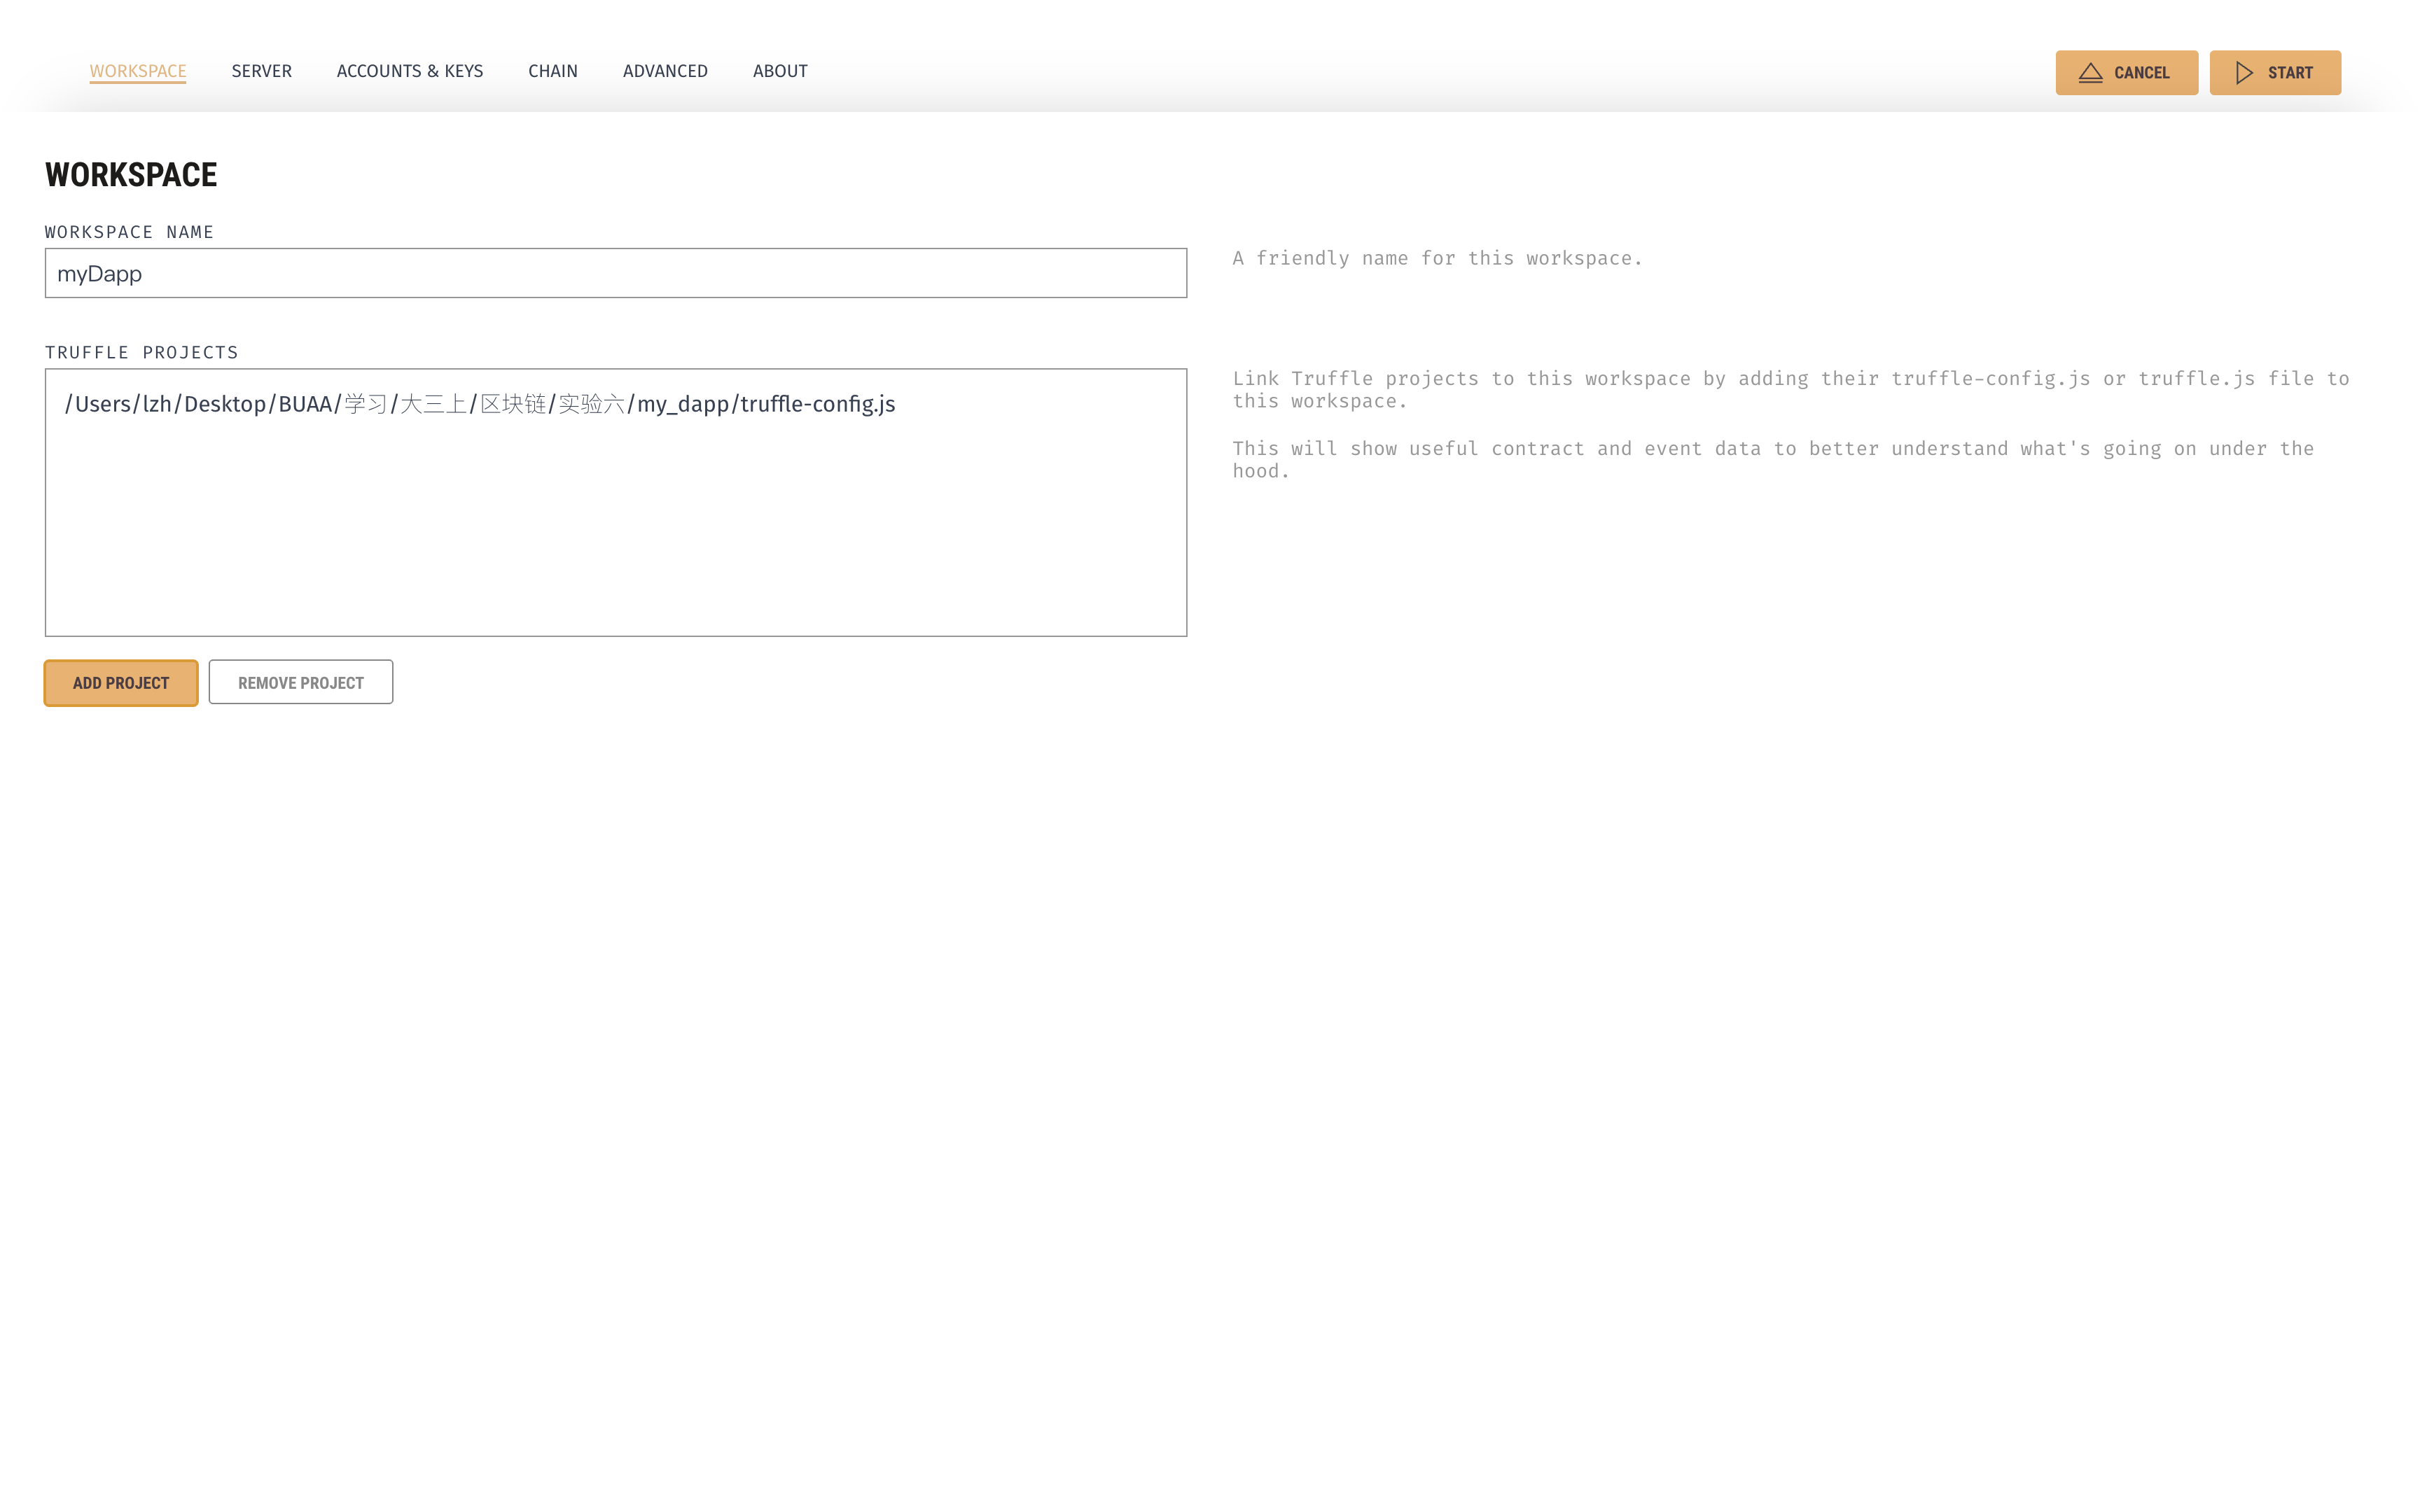 WORKSPACE SERVER ACCOUNTS & KEYS CHAIN ADVANCED ABOUT CANCEL START
WORKSPACE
WORKSPACE NAME
myDapp
A friendly name for this workspace.
TRUFFLE PROJECTS
/Users/lzh/Desktop/BUAA/学习/大三上/区块链/实验六/my_dapp/truffle-config.js
Link Truffle projects to this workspace by adding their truffle-config.js or truffle.js file to
this workspace.
This will show useful contract and event data to better understand what's going on under the
hood.
ADD PROJECT REMOVE PROJECT